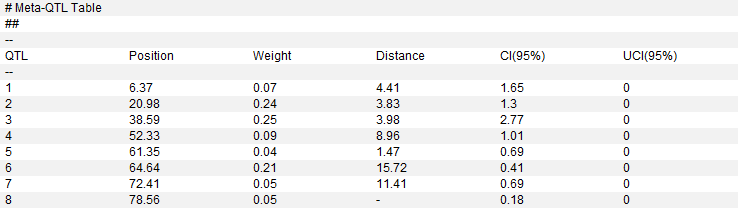 # Meta-QTL Table
##
--
QTL Position Weight Distance CI(95%) UCI(95%)
--
1 6.37 0.07 4.41 1.65 0
2 20.98 0.24 3.83 1.3 0
3 38.59 0.25 3.98 2.77 0
4 52.33 0.09 8.96 1.01 0
5 61.35 0.04 1.47 0.69 0
6 64.64 0.21 15.72 0.41 0
7 72.41 0.05 11.41 0.69 0
8 78.56 0.05 - 0.18 0